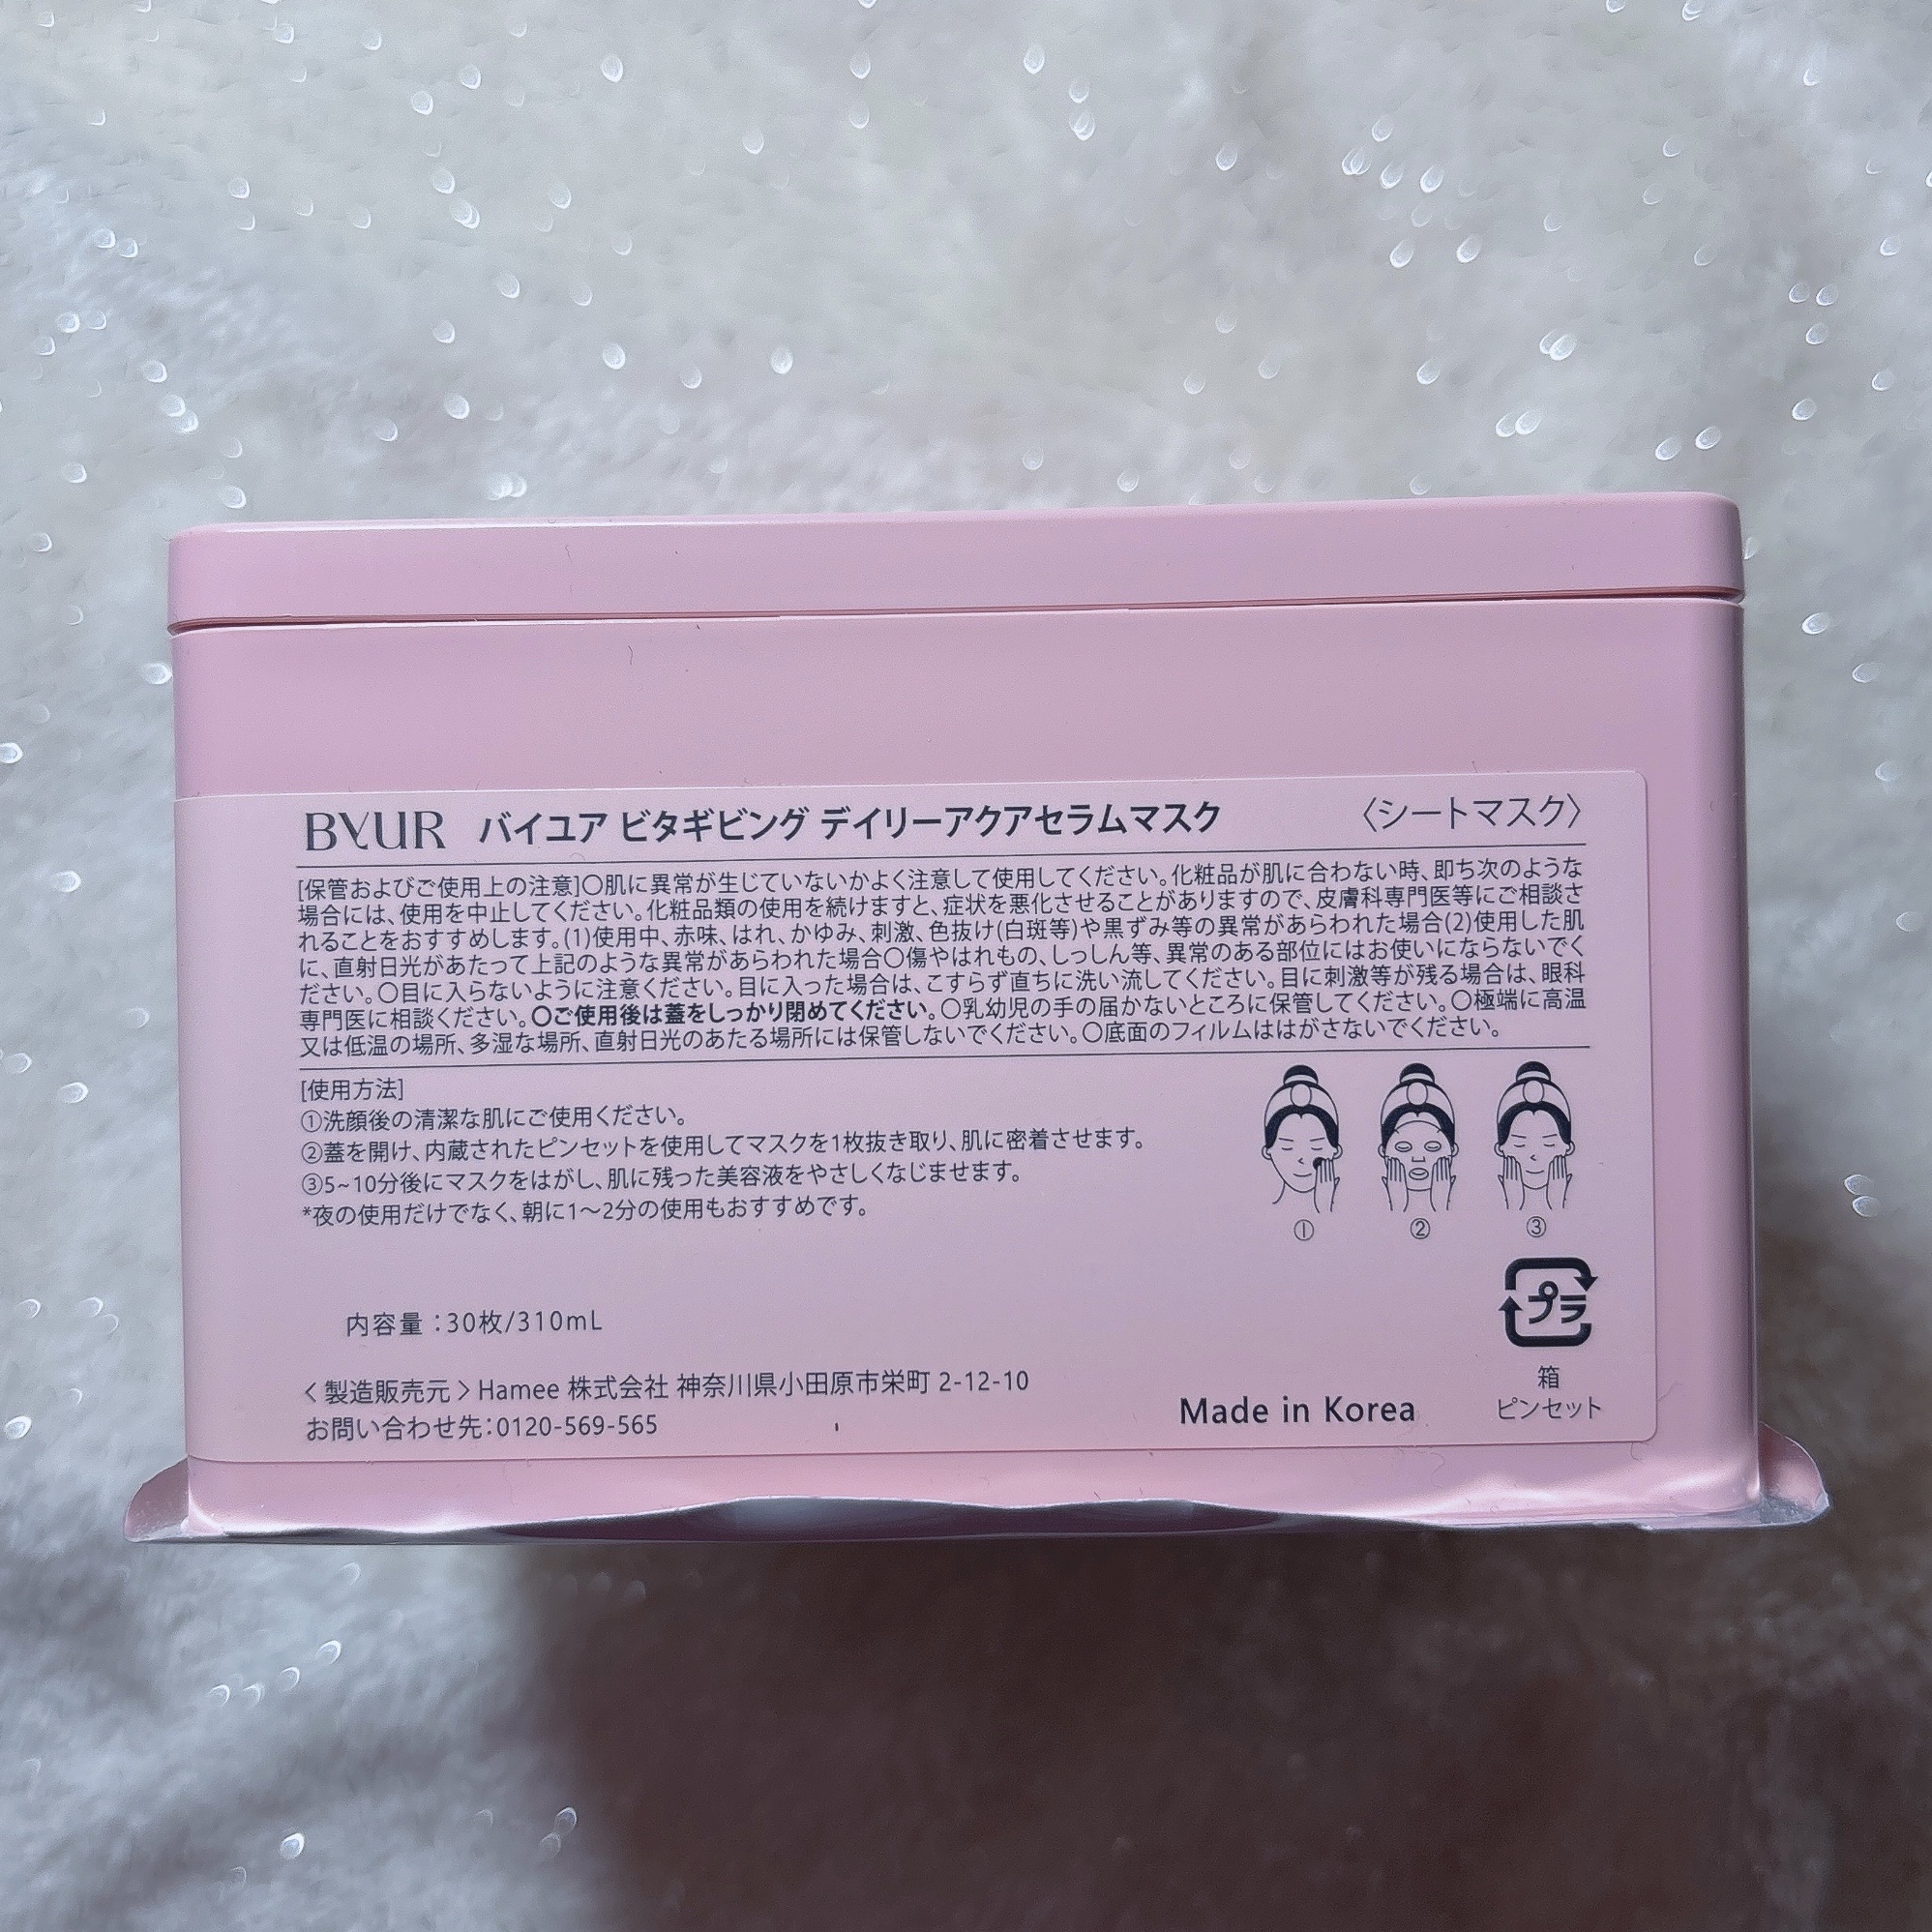 BYUR バイユア ビタギビング デイリーアクアセラムマスク 〈シートマスク〉
[保管およびご使用上の注意]〇肌に異常が生じていないかよく注意して使用してください。化粧品が肌に合わない時、即ち次のような
場合には、使用を中止してください。化粧品類の使用を続けますと、症状を悪化させることがありますので、皮膚科専門医等にご相談さ
れることをおすすめします。(1)使用中、赤味、はれ、かゆみ、刺激、色抜け(白斑等)や黒ずみ等の異常があらわれた場合(2)使用した肌
に、直射日光があたって上記のような異常があらわれた場合〇傷やはれもの、しっしん等、異常のある部位にはお使いにならないでく
ださい。〇目に入らないように注意ください。目に入った場合は、こすらず直ちに洗い流してください。目に刺激等が残る場合は、眼科
専門医に相談ください。〇ご使用後は蓋をしっかり閉めてください。〇乳幼児の手の届かないところに保管してください。〇極端に高温
又は低温の場所、多湿な場所、直射日光のあたる場所には保管しないでください。〇底面のフィルムははがさないでください。
[使用方法]
①洗顔後の清潔な肌にご使用ください。
②蓋を開け、内蔵されたピンセットを使用してマスクを1枚抜き取り、肌に密着させます。
③5~10分後にマスクをはがし、肌に残った美容液をやさしくなじませます。
*夜の使用だけでなく、朝に1〜2分の使用もおすすめです。
① ② ③
内容量：30枚/310mL
プラ
箱
ピンセット
〈製造販売元〉Hamee 株式会社 神奈川県小田原市栄町 2-12-10
お問い合わせ先：0120-569-565
Made in Korea